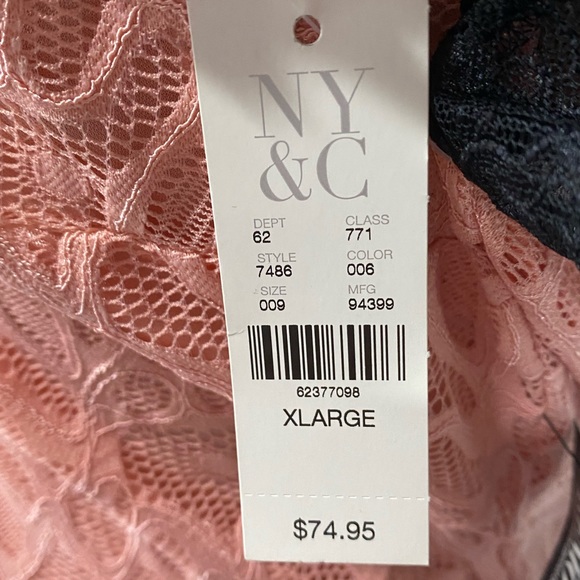 NY
&C
DEPT CLASS
62 771
STYLE COLOR
7486 006
SIZE MFG
009 94399
62377098
XLARGE
$74.95